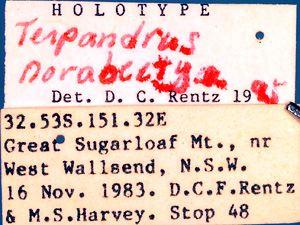 HOLOTYPE
Terpandrus
Det. D. C. Rentz 19
32.53S.151.32E
Great Sugarloaf Mt., nr
West Wallsend, N.S.W.
16 Nov. 1983. D.C.F.Rentz
& M.S.Harvey. Stop 48